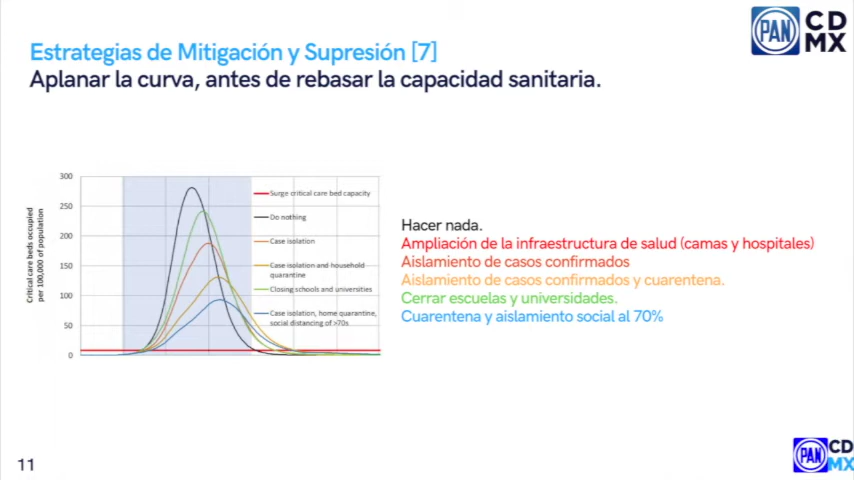 PAN CD
MX
Estrategias de Mitigación y Supresión [7]
Aplanar la curva, antes de rebasar la capacidad sanitaria.
Critical care beds occupied
per 100,000 of population
300
250
200
150
100
50
0
Surge critical care bed capacity
Do nothing
Case isolation
Case isolation and household
quarantine
Closing schools and universities
Case isolation, home quarantine,
social distancing of >70s
Hacer nada.
Ampliación de la infraestructura de salud (camas y hospitales)
Aislamiento de casos confirmados
Aislamiento de casos confirmados y cuarentena.
Cerrar escuelas y universidades.
Cuarentena y aislamiento social al 70%
11
PAN CD
MX